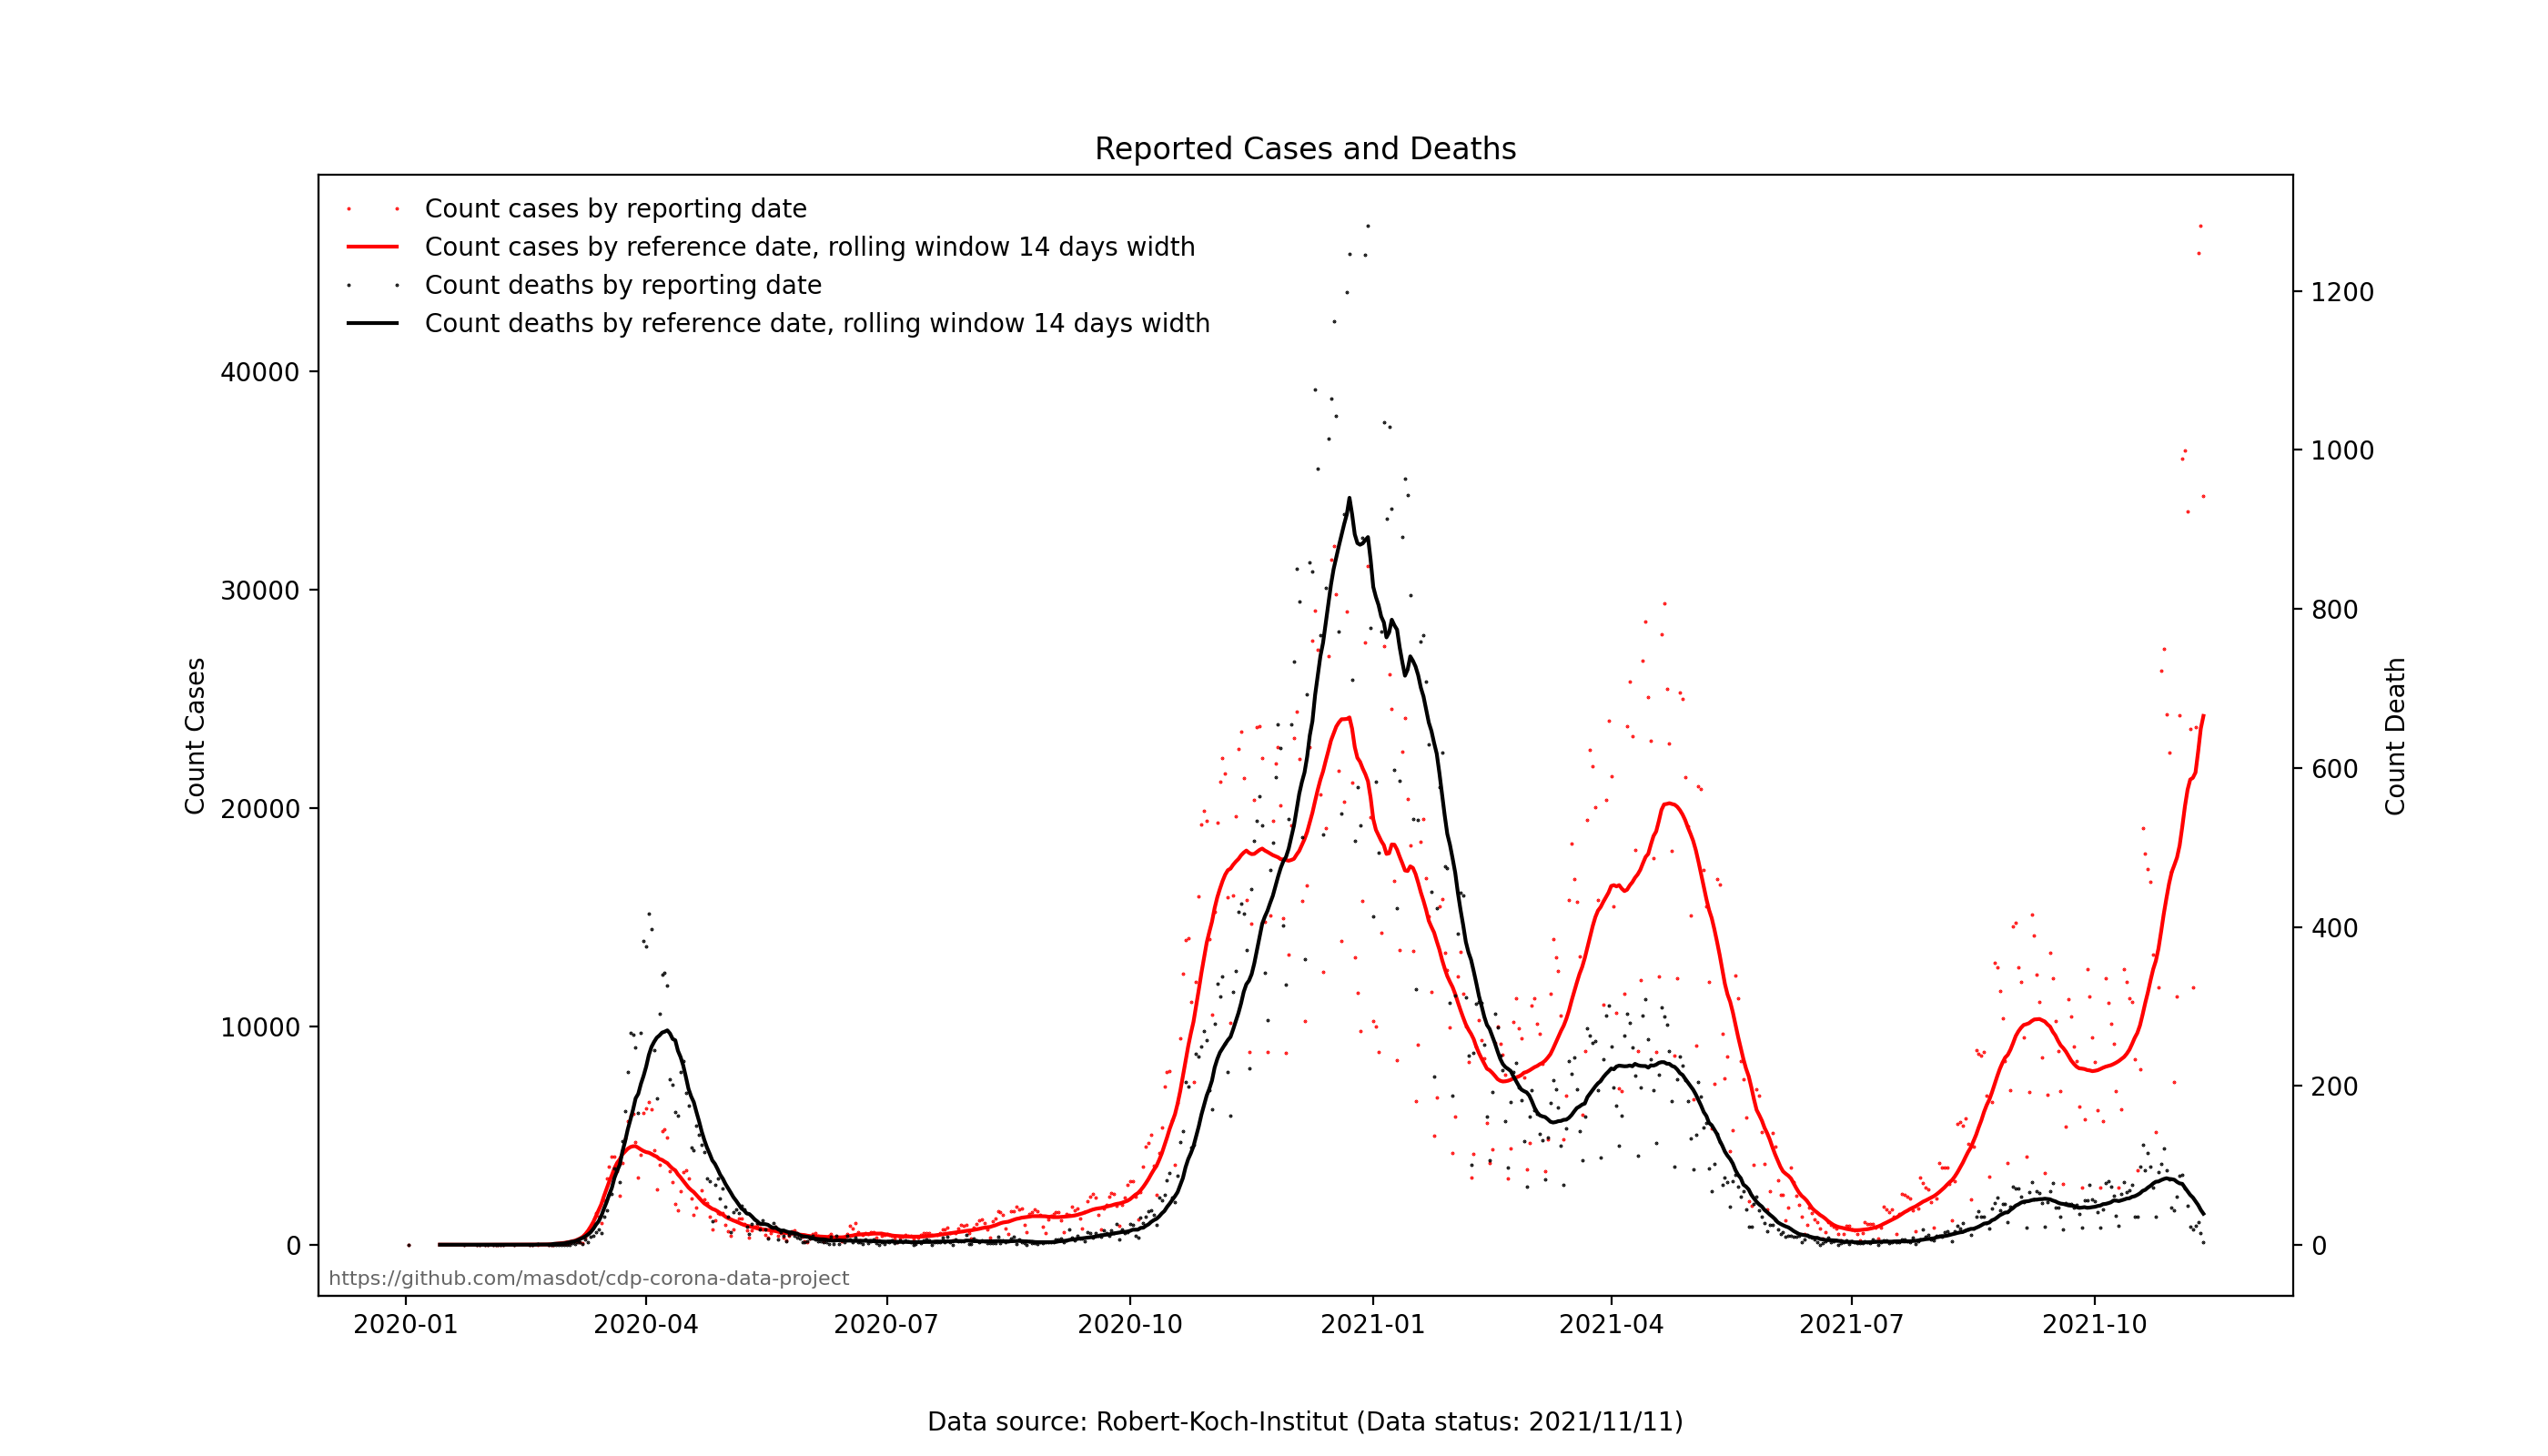 Reported Cases and Deaths
Count cases by reporting date
Count cases by reference date, rolling window 14 days width
Count deaths by reporting date
Count deaths by reference date, rolling window 14 days width
40000
30000
20000
10000
0
Count Cases
1200
1000
800
600
400
200
0
Count Death
https://github.com/masdot/cdp-corona-data-project
2020-01 2020-04 2020-07 2020-10 2021-01 2021-04 2021-07 2021-10
Data source: Robert-Koch-Institut (Data status: 2021/11/11)